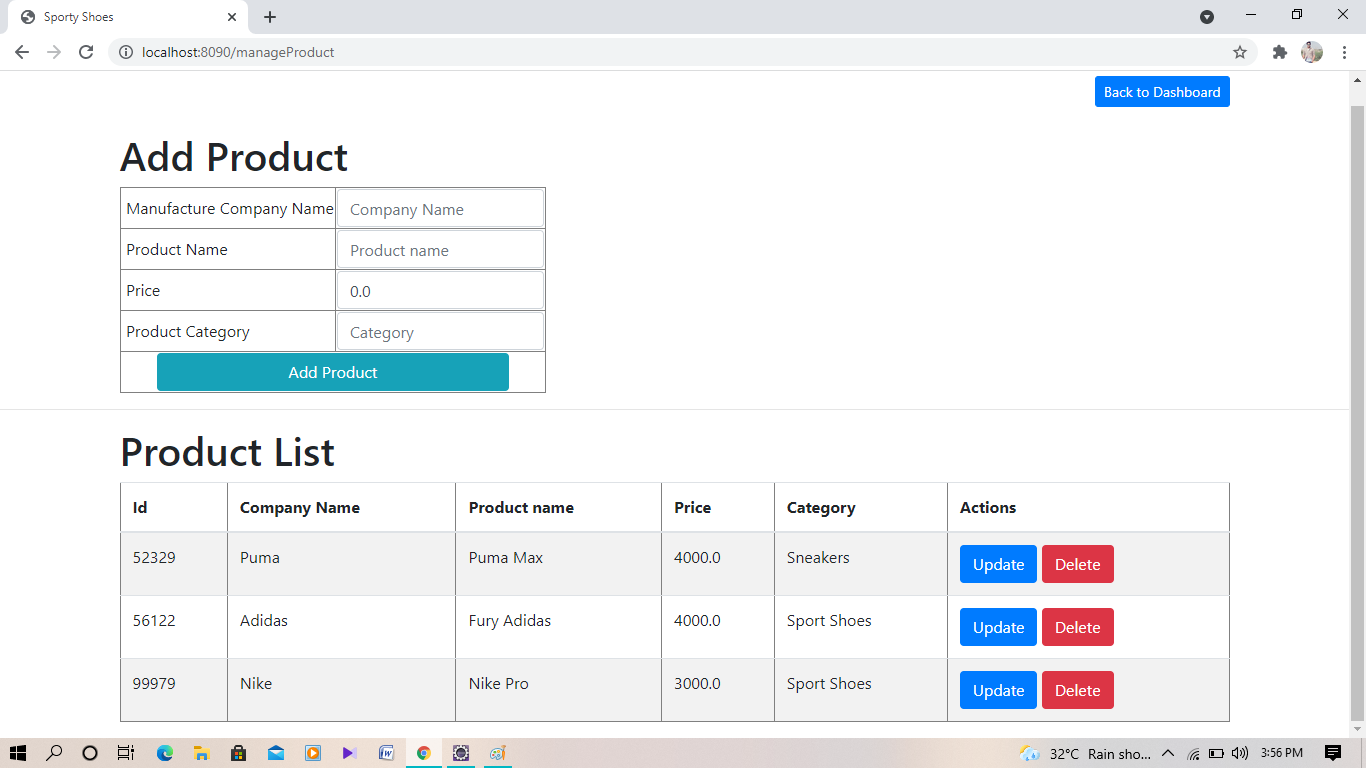 Sporty Shoes
localhost:8090/manageProduct
Back to Dashboard
Add Product
Manufacture Company Name Company Name
Product Name Product name
Price 0.0
Product Category Category
Add Product
Product List
Id Company Name Product name Price Category Actions
52329 Puma Puma Max 4000.0 Sneakers Update Delete
56122 Adidas Fury Adidas 4000.0 Sport Shoes Update Delete
99979 Nike Nike Pro 3000.0 Sport Shoes Update Delete
32°C Rain sho... 3:56 PM